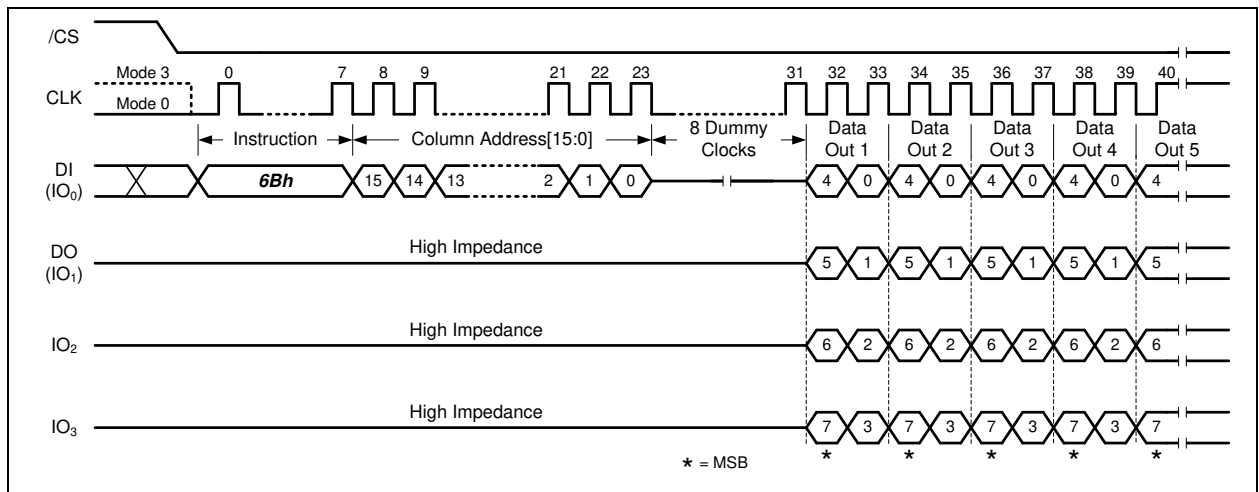 /CS
Mode 3 0 7 8 9 21 22 23 31 32 33 34 35 36 37 38 39 40
CLK
Mode 0
Instruction Column Address[15:0] 8 Dummy Clocks Data Out 1 Data Out 2 Data Out 3 Data Out 4 Data Out 5
DI
(IO₀)
6Bh 15 14 13 2 1 0 4 0 4 0 4 0 4 0 4
DO
(IO₁)
High Impedance 5 1 5 1 5 1 5 1 5
IO₂ High Impedance 6 2 6 2 6 2 6 2 6
IO₃ High Impedance 7 3 7 3 7 3 7 3 7
* * * * *
* = MSB